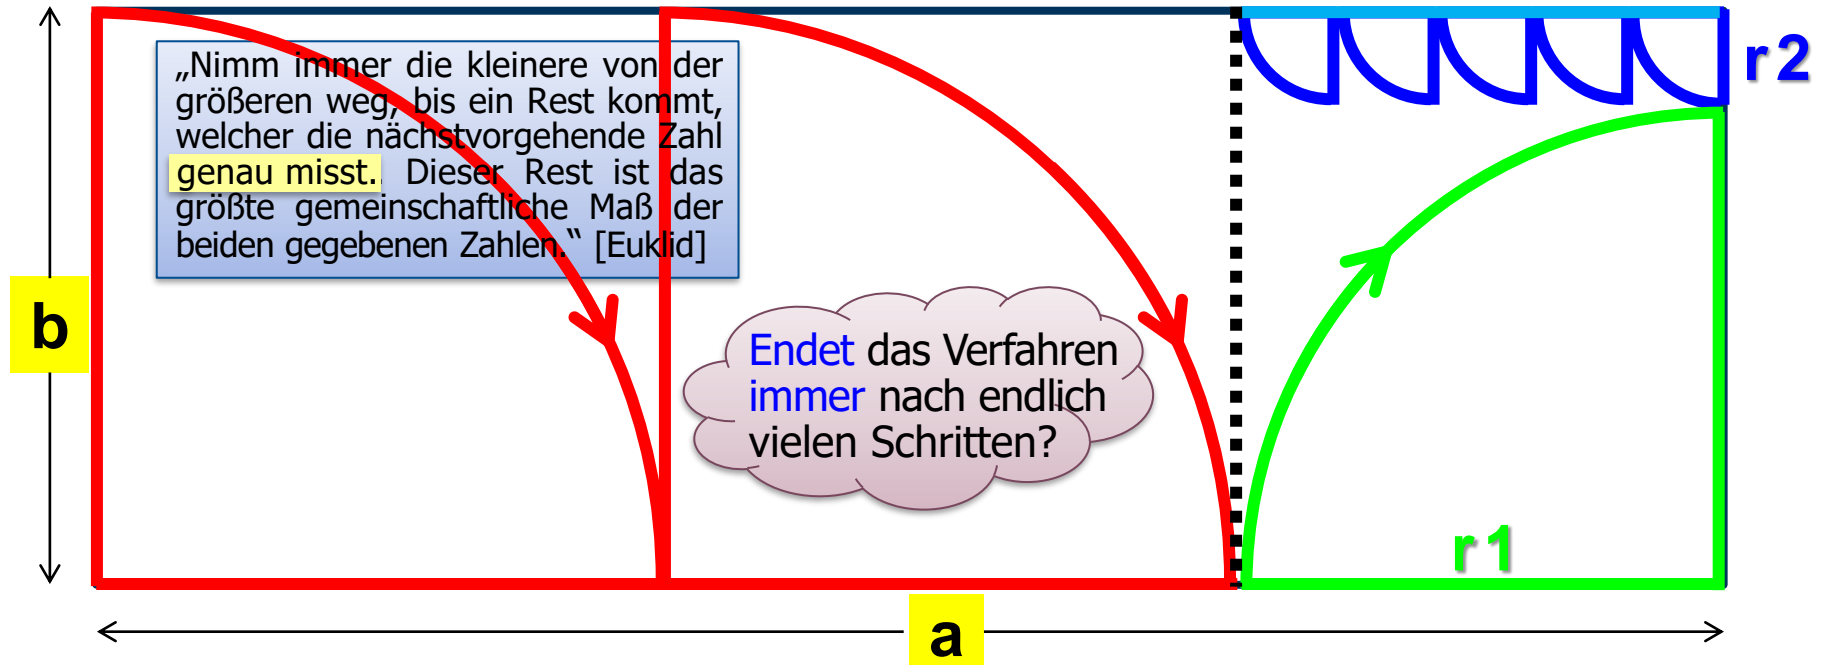 „Nimm immer die kleinere von der
größeren weg, bis ein Rest kommt,
welcher die nächstvorgehende Zahl
genau misst.. Dieser Rest ist das
größte gemeinschaftliche Maß der
beiden gegebenen Zahlen.“ [Euklid]
r2
b
Endet das Verfahren
immer nach endlich
vielen Schritten?
r1
a